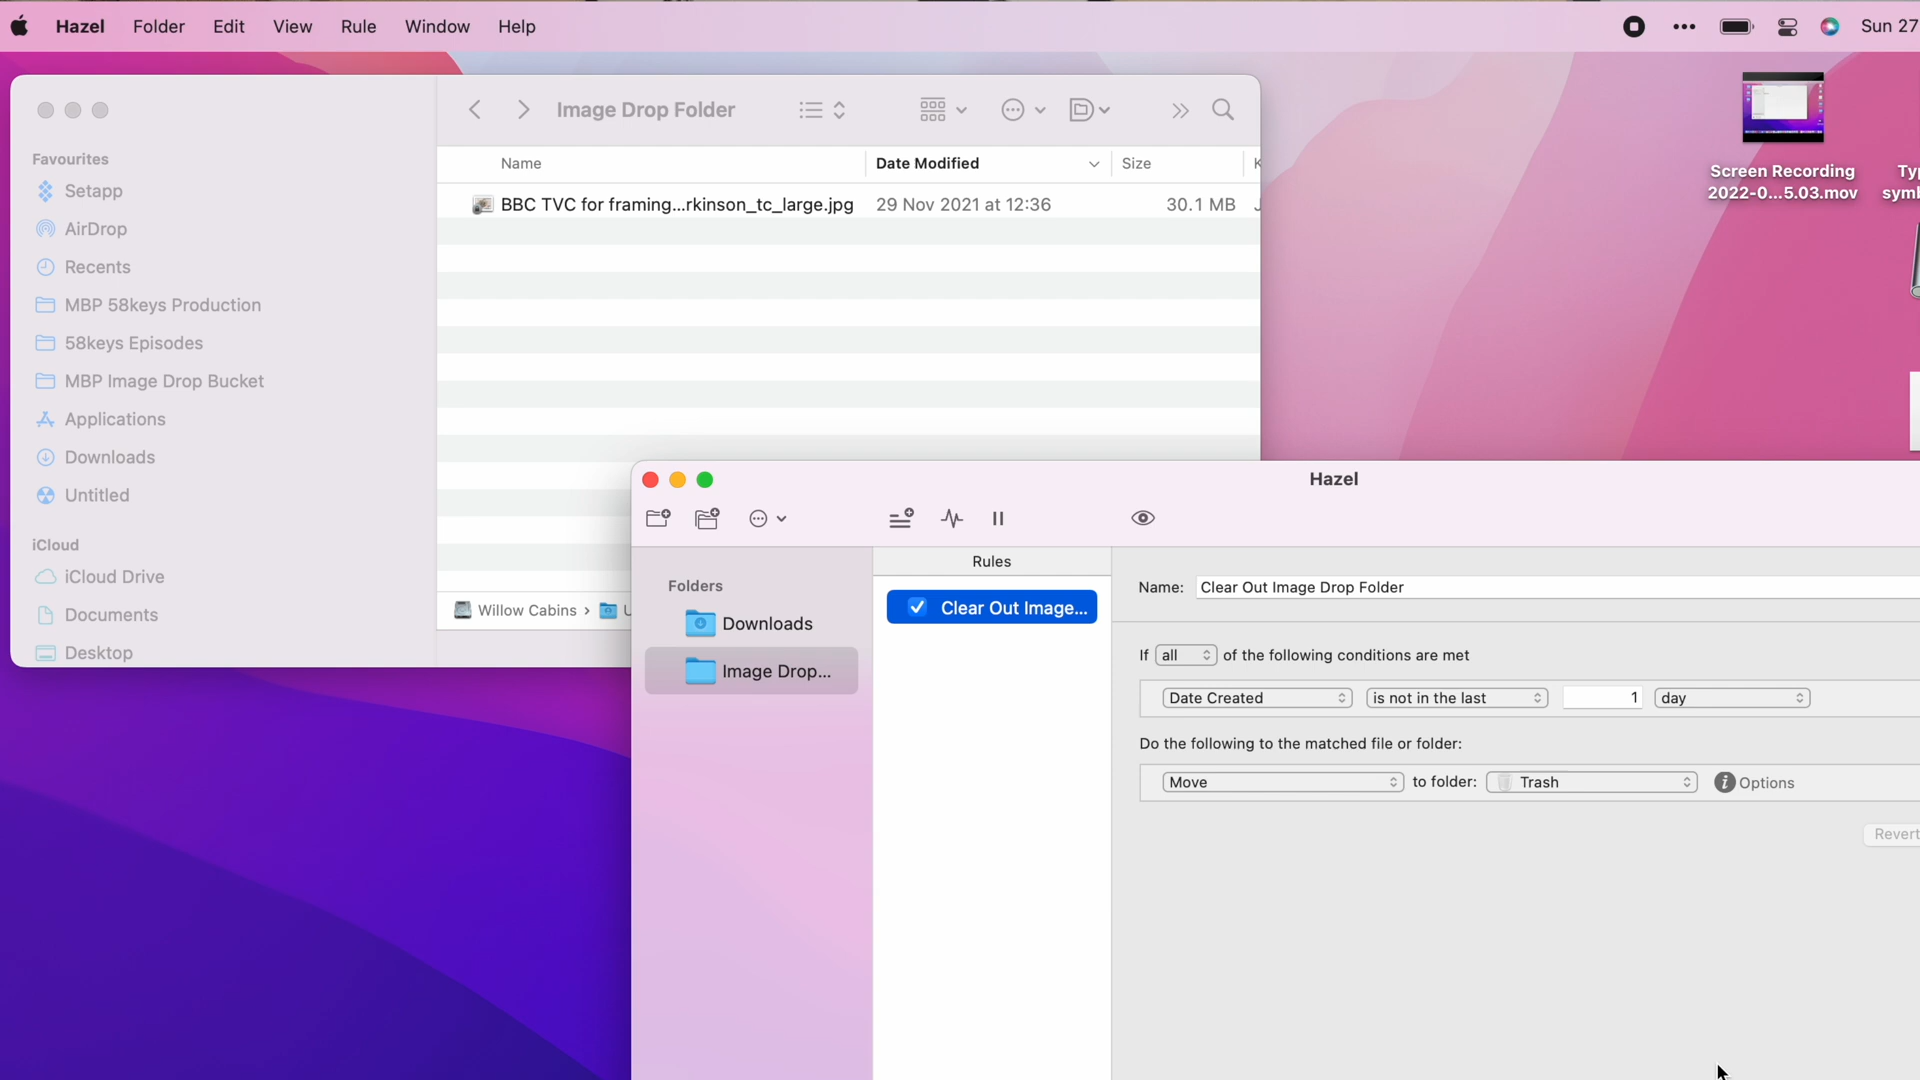 Hazel Folder Edit View Rule Window Help Sun 27
Image Drop Folder
Favourites
Setapp
AirDrop
Recents
MBP 58keys Production
58keys Episodes
MBP Image Drop Bucket
Applications
Downloads
Untitled
iCloud
iCloud Drive
Documents
Desktop
Name Date Modified Size
BBC TVC for framing...rkinson_tc_large.jpg 29 Nov 2021 at 12:36 30.1 MB
Willow Cabins ›
Screen Recording
2022-0...5.03.mov
Hazel
Folders
Downloads
Image Drop...
Rules
Clear Out Image...
Name: Clear Out Image Drop Folder
If all of the following conditions are met
Date Created is not in the last 1 day
Do the following to the matched file or folder:
Move to folder: Trash i Options
Revert